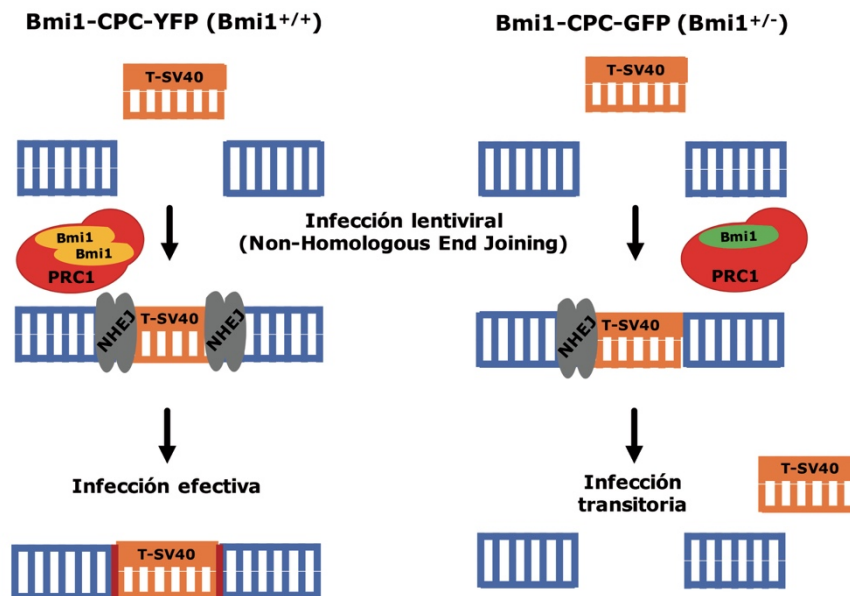 Bmi1-CPC-YFP (Bmi1+/+)
Bmi1-CPC-GFP (Bmi1+/-)
T-SV40
T-SV40
Infección lentiviral
(Non-Homologous End Joining)
Bmi1
Bmi1
PRC1
Bmi1
PRC1
NHEJ
T-SV40
NHEJ
NHEJ
T-SV40
Infección efectiva
Infección
transitoria
T-SV40
T-SV40